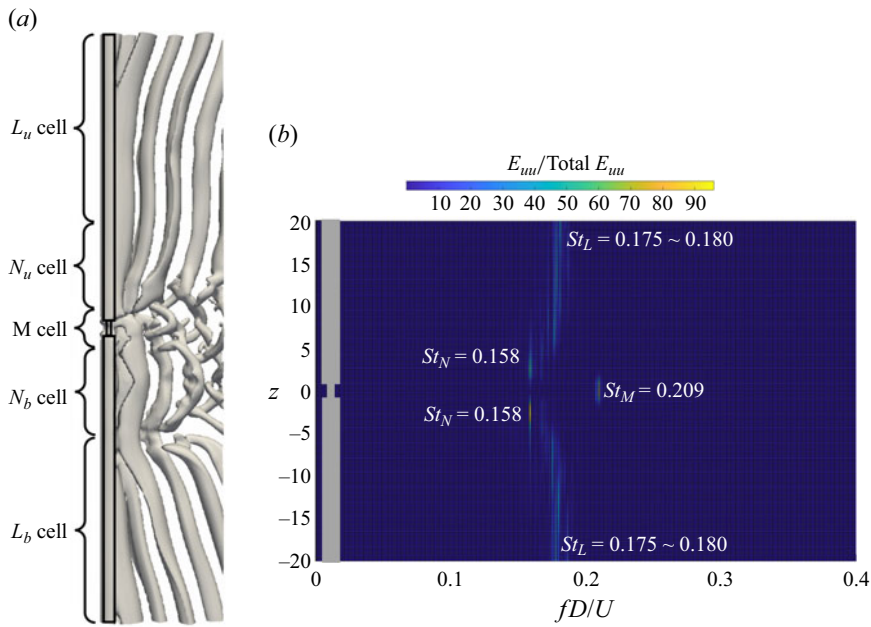 (a)
L_u cell
N_u cell
M cell
N_b cell
L_b cell
(b)
E_uu/Total E_uu
10 20 30 40 50 60 70 80 90
20
15
10
5
0
−5
−10
−15
−20
z
St_L = 0.175 ~ 0.180
St_N = 0.158
St_M = 0.209
St_N = 0.158
St_L = 0.175 ~ 0.180
0 0.1 0.2 0.3 0.4
fD/U